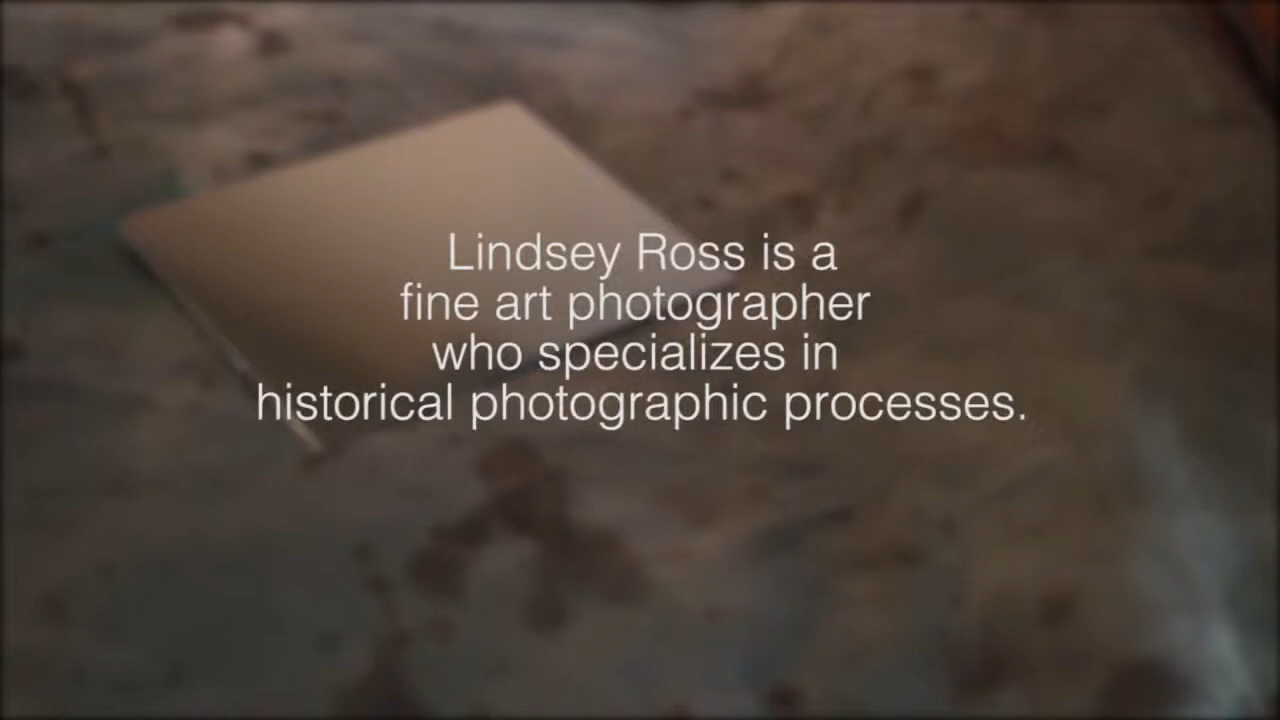 Lindsey Ross is a
fine art photographer
who specializes in
historical photographic processes.